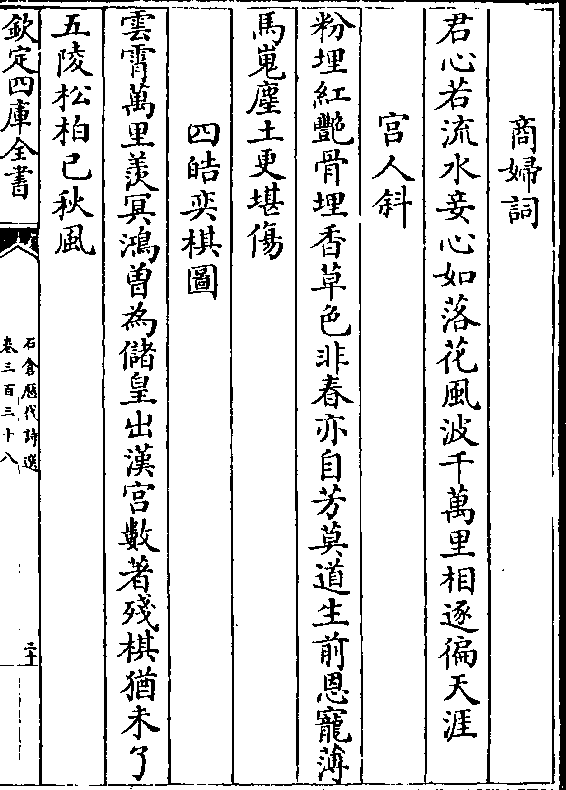 商婦詞
君心若流水妾心如落花風波千萬里相逐徧天涯
宫人斜
粉埋紅艷骨埋香草色非春亦自芳莫道生前恩寵薄
馬嵬塵土更堪傷
四皓奕棋圖
雲霄萬里羨冥鴻曾為儲皇出漢宫數著殘棋猶未了
五陵松柏已秋風
欽定四庫全書
石倉歷代詩選
卷三百三十八
二十